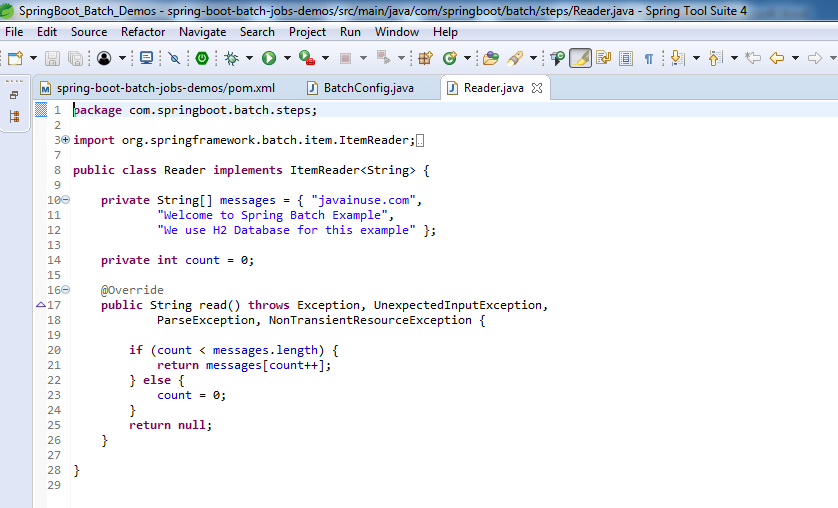 SpringBoot_Batch_Demos - spring-boot-batch-jobs-demos/src/main/java/com/springboot/batch/steps/Reader.java - Spring Tool Suite 4
File Edit Source Refactor Navigate Search Project Run Window Help
spring-boot-batch-jobs-demos/pom.xml BatchConfig.java Reader.java
1 package com.springboot.batch.steps;
2
3 import org.springframework.batch.item.ItemReader;
7
8 public class Reader implements ItemReader<String> {
9
10     private String[] messages = { "javainuse.com",
11             "Welcome to Spring Batch Example",
12             "We use H2 Database for this example" };
13
14     private int count = 0;
15
16     @Override
17     public String read() throws Exception, UnexpectedInputException,
18             ParseException, NonTransientResourceException {
19
20         if (count < messages.length) {
21             return messages[count++];
22         } else {
23             count = 0;
24         }
25         return null;
26     }
27
28 }
29